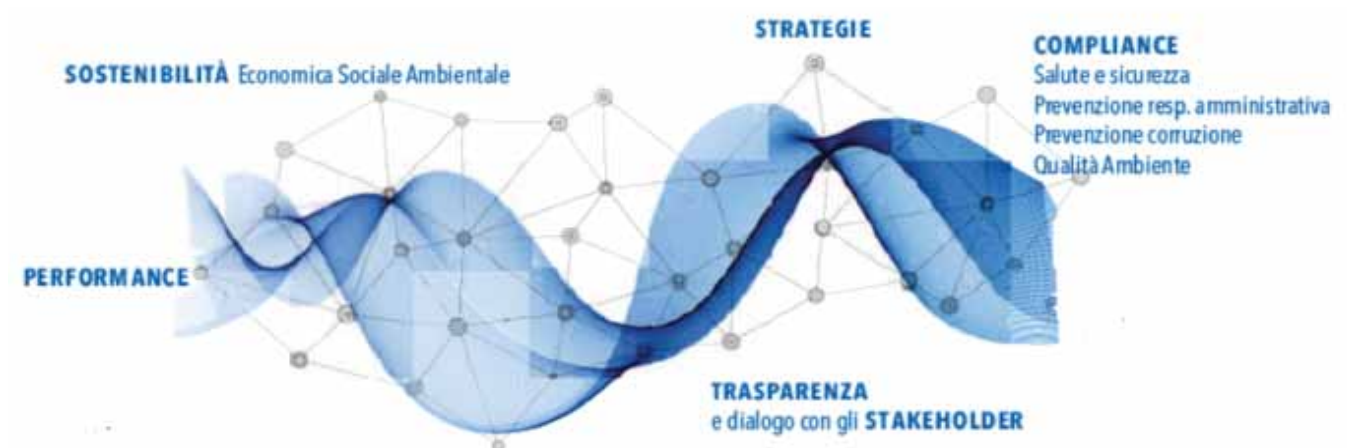 STRATEGIE
SOSTENIBILITÀ Economica Sociale Ambientale
COMPLIANCE
Salute e sicurezza
Prevenzione resp. amministrativa
Prevenzione corruzione
Qualità Ambiente
PERFORMANCE
TRASPARENZA
e dialogo con gli STAKEHOLDER